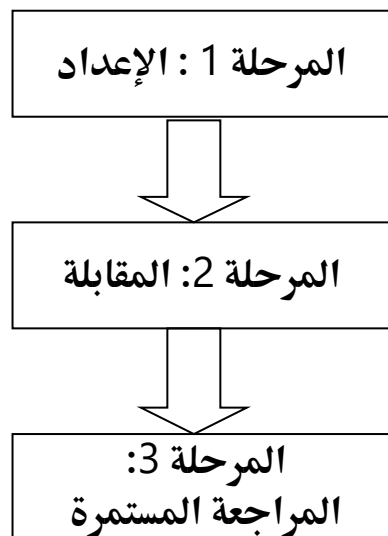 المرحلة 1 : الإعداد
المرحلة 2: المقابلة
المرحلة 3:
المراجعة المستمرة